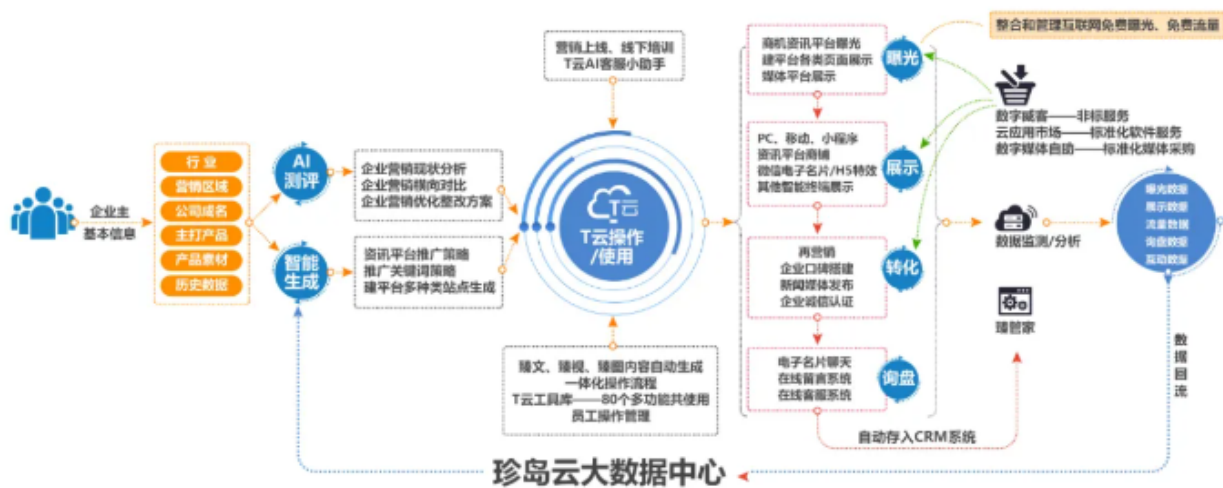 企业主
基本信息
行 业
营销区域
公司成名
主打产品
产品素材
历史数据
AI
测评
智能
生成
企业营销现状分析
企业营销横向对比
企业营销优化整改方案
资讯平台推广策略
推广关键词策略
建平台多种类站点生成
营销上线、线下培训
T云AI客服小助手
T云
T云操作
/使用
臻文、臻视、臻图内容自动生成
一体化操作流程
T云工具库——80个多功能共使用
员工操作管理
商机资讯平台曝光
建平台各类页面展示
媒体平台展示
曝光
PC、移动、小程序
资讯平台商铺
微信电子名片/H5特效
其他智能终端展示
展示
再营销
企业口碑搭建
新闻媒体发布
企业诚信认证
转化
电子名片聊天
在线留言系统
在线客服系统
询盘
整合和管理互联网免费曝光、免费流量
数字威客——非标服务
云应用市场——标准化软件服务
数字媒体自助——标准化媒体采购
数据监测/分析
臻管家
自动存入CRM系统
曝光数据
展示数据
流量数据
询盘数据
互动数据
数据回流
珍岛云大数据中心